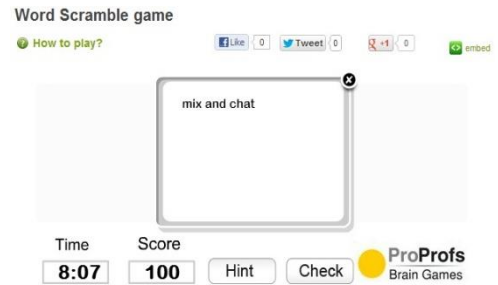 Word Scramble game
How to play?
Like 0 Tweet 0 +1 0 embed
mix and chat
Time Score
8:07 100 Hint Check
ProProfs
Brain Games